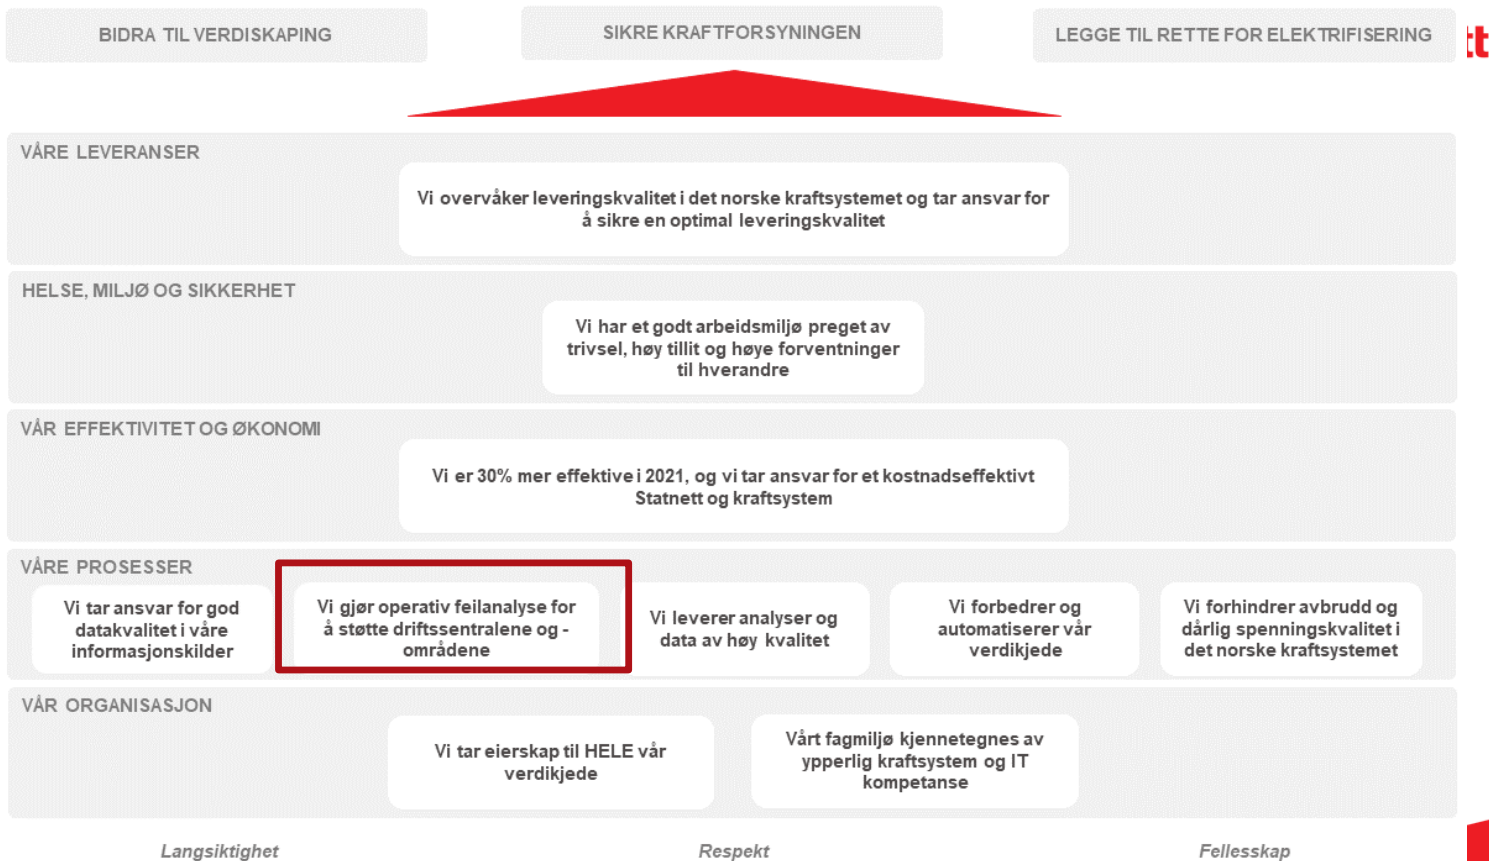 BIDRA TIL VERDISKAPING
SIKRE KRAFTFORSYNINGEN
LEGGE TIL RETTE FOR ELEKTRIFISERING
tt
VÅRE LEVERANSER
Vi overvåker leveringskvalitet i det norske kraftsystemet og tar ansvar for
å sikre en optimal leveringskvalitet
HELSE, MILJØ OG SIKKERHET
Vi har et godt arbeidsmiljø preget av
trivsel, høy tillit og høye forventninger
til hverandre
VÅR EFFEKTIVITET OG ØKONOMI
Vi er 30% mer effektive i 2021, og vi tar ansvar for et kostnadseffektivt
Statnett og kraftsystem
VÅRE PROSESSER
Vi tar ansvar for god
datakvalitet i våre
informasjonskilder
Vi gjør operativ feilanalyse for
å støtte driftssentralene og -
områdene
Vi leverer analyser og
data av høy kvalitet
Vi forbedrer og
automatiserer vår
verdikjede
Vi forhindrer avbrudd og
dårlig spenningskvalitet i
det norske kraftsystemet
VÅR ORGANISASJON
Vi tar eierskap til HELE vår
verdikjede
Vårt fagmiljø kjennetegnes av
ypperlig kraftsystem og IT
kompetanse
Langsiktighet
Respekt
Fellesskap